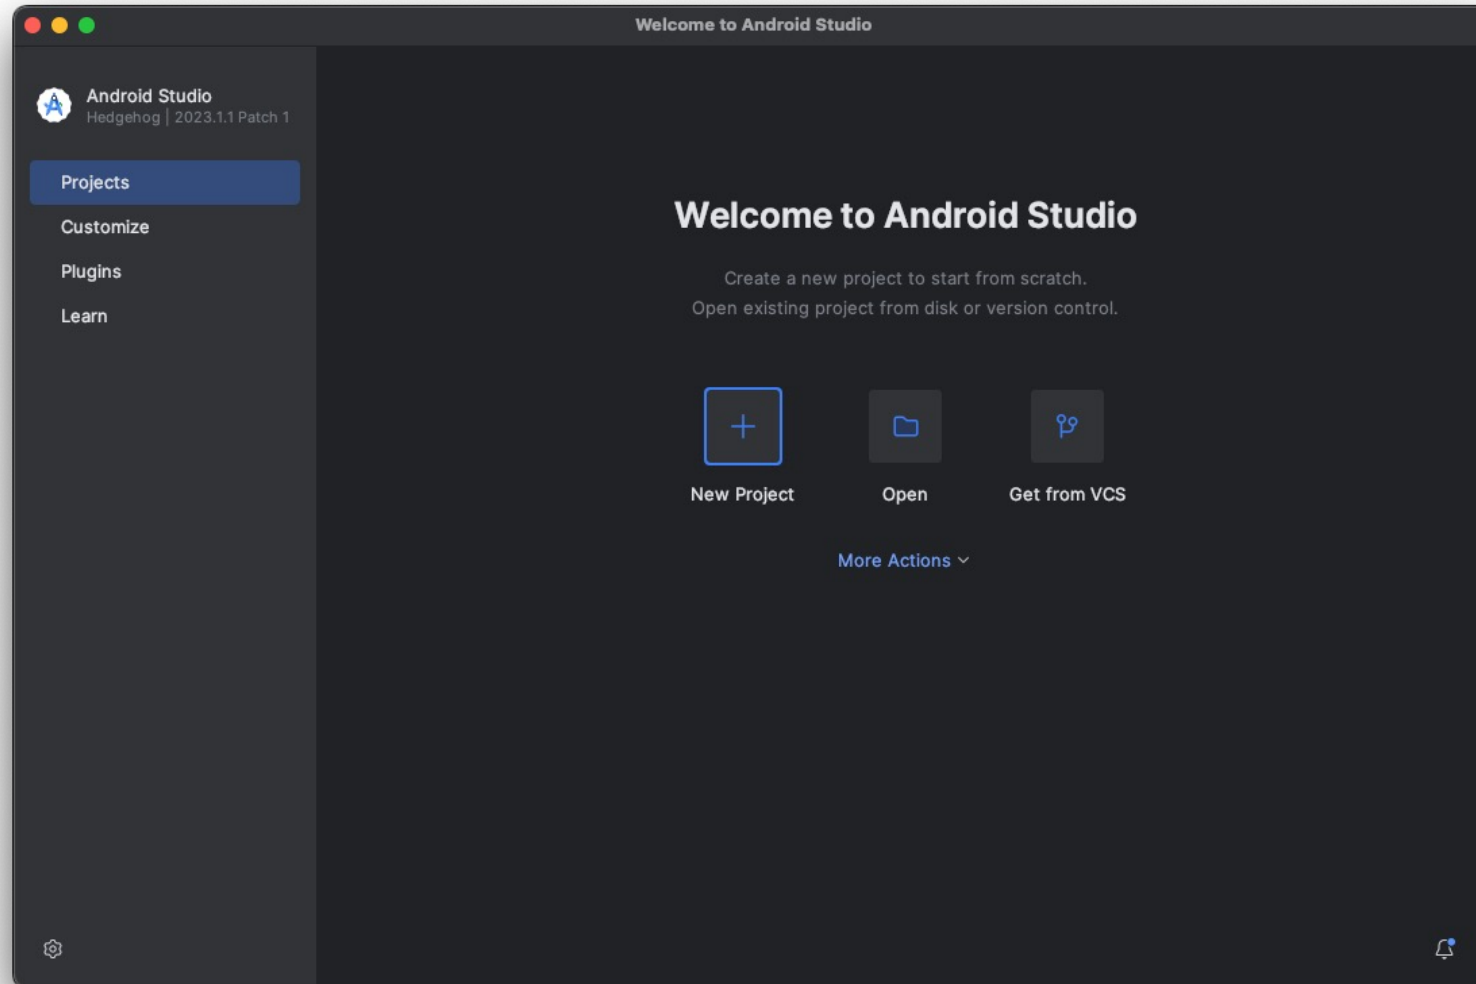 Welcome to Android Studio
Android Studio
Hedgehog | 2023.1.1 Patch 1
Projects
Customize
Plugins
Learn
Welcome to Android Studio
Create a new project to start from scratch.
Open existing project from disk or version control.
New Project
Open
Get from VCS
More Actions